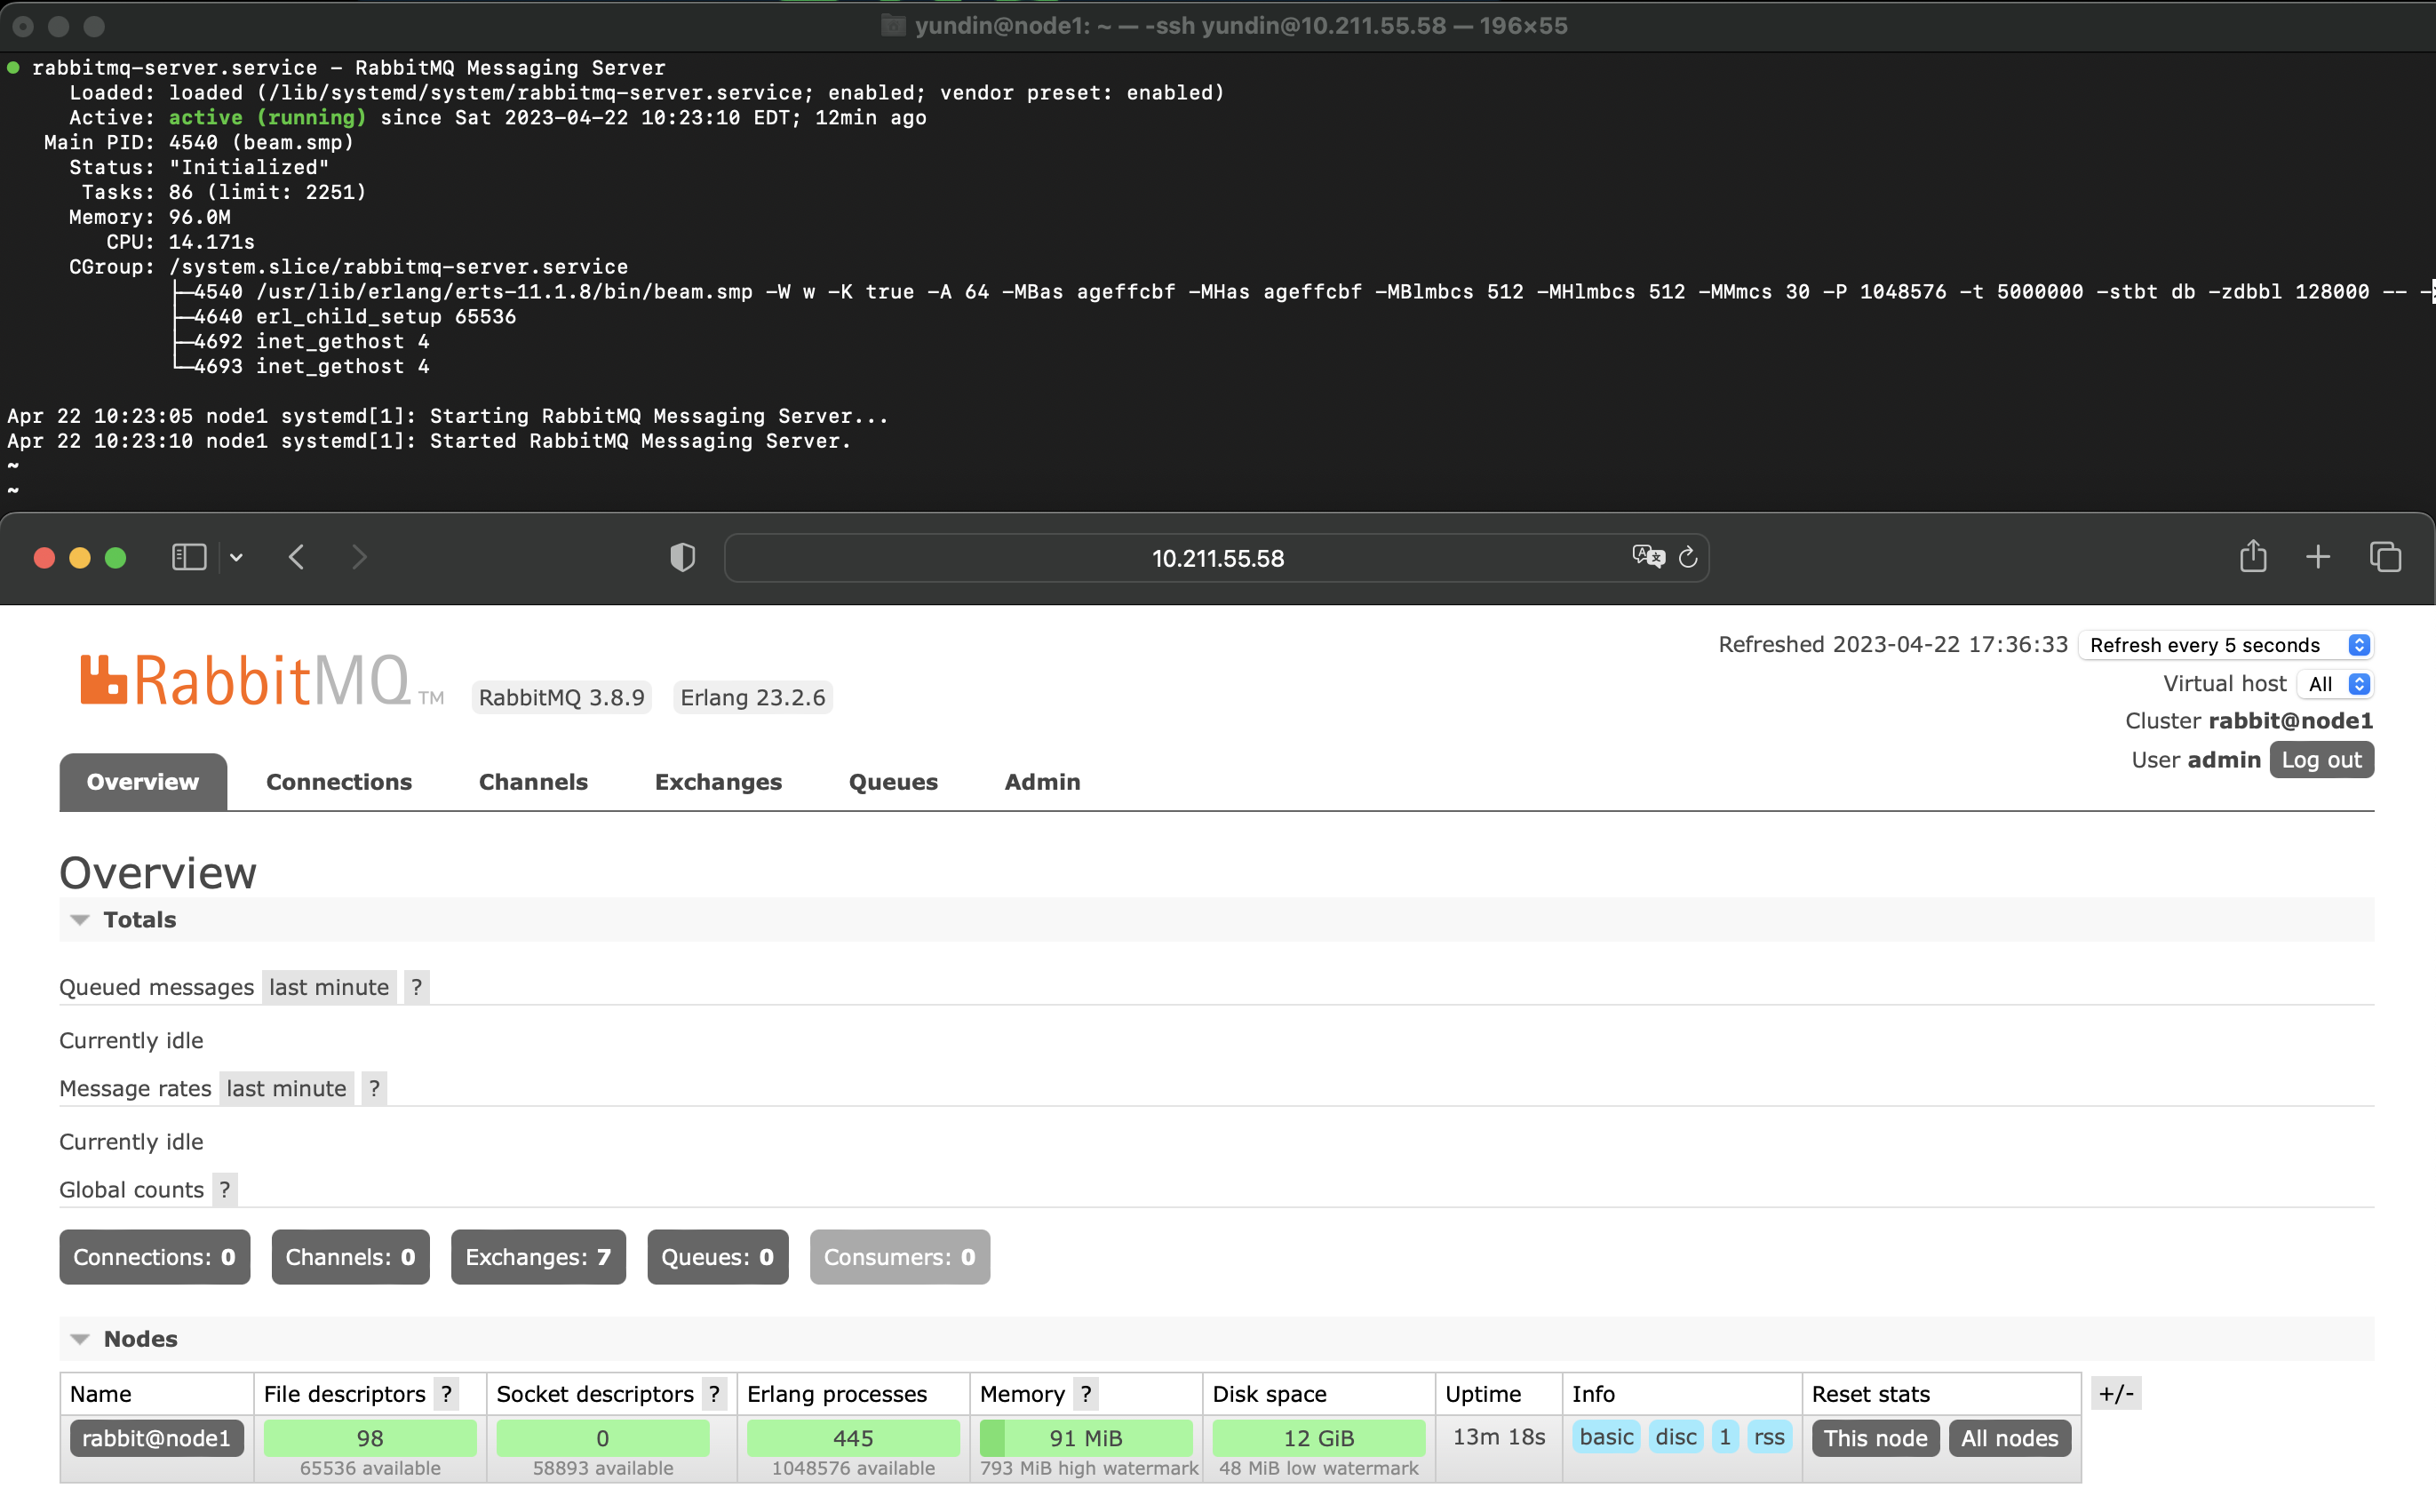 yundin@node1: ~ — -ssh yundin@10.211.55.58 — 196×55
● rabbitmq-server.service - RabbitMQ Messaging Server
Loaded: loaded (/lib/systemd/system/rabbitmq-server.service; enabled; vendor preset: enabled)
Active: active (running) since Sat 2023-04-22 10:23:10 EDT; 12min ago
Main PID: 4540 (beam.smp)
Status: "Initialized"
Tasks: 86 (limit: 2251)
Memory: 96.0M
CPU: 14.171s
CGroup: /system.slice/rabbitmq-server.service
├─4540 /usr/lib/erlang/erts-11.1.8/bin/beam.smp -W w -K true -A 64 -MBas ageffcbf -MHas ageffcbf -MBlmbcs 512 -MHlmbcs 512 -MMmcs 30 -P 1048576 -t 5000000 -stbt db -zdbbl 128000 -- -
├─4640 erl_child_setup 65536
├─4692 inet_gethost 4
└─4693 inet_gethost 4
Apr 22 10:23:05 node1 systemd[1]: Starting RabbitMQ Messaging Server...
Apr 22 10:23:10 node1 systemd[1]: Started RabbitMQ Messaging Server.
~
~
10.211.55.58
Refreshed 2023-04-22 17:36:33 Refresh every 5 seconds
Virtual host All
Cluster rabbit@node1
User admin Log out
RabbitMQ TM RabbitMQ 3.8.9 Erlang 23.2.6
Overview Connections Channels Exchanges Queues Admin
Overview
Totals
Queued messages last minute ?
Currently idle
Message rates last minute ?
Currently idle
Global counts ?
Connections: 0 Channels: 0 Exchanges: 7 Queues: 0 Consumers: 0
Nodes
Name File descriptors ? Socket descriptors ? Erlang processes Memory ? Disk space Uptime Info Reset stats +/-
rabbit@node1 98 0 445 91 MiB 12 GiB 13m 18s basic disc 1 rss This node All nodes
65536 available 58893 available 1048576 available 793 MiB high watermark 48 MiB low watermark